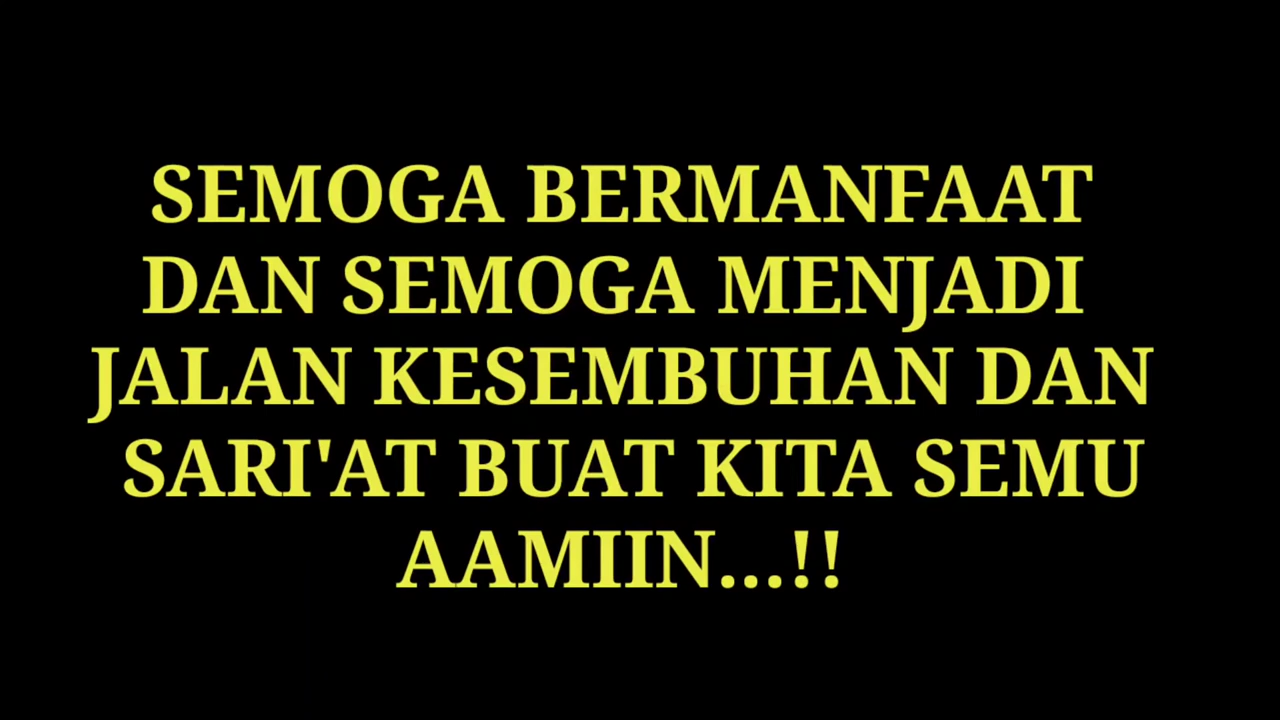 SEMOGA BERMANFAAT
DAN SEMOGA MENJADI
JALAN KESEMBUHAN DAN
SARI'AT BUAT KITA SEMU
AAMIIN...!!